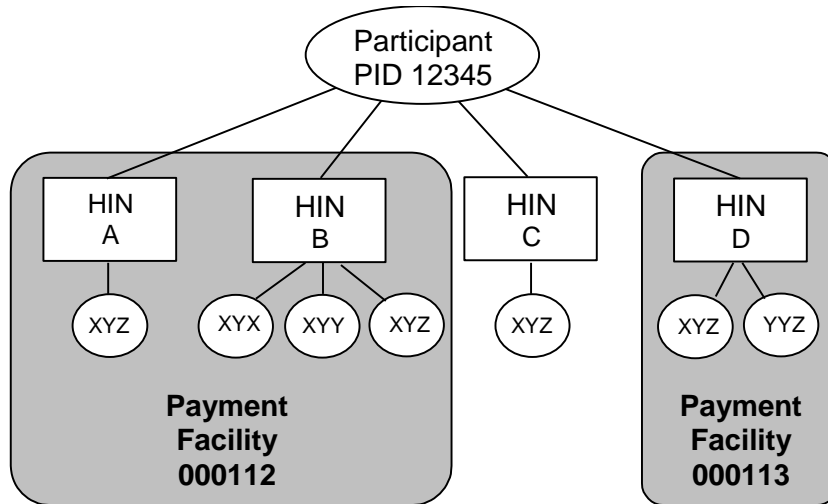 Participant
PID 12345
HIN
A
HIN
B
HIN
C
HIN
D
XYZ
XYX
XYY
XYZ
XYZ
XYZ
YYZ
Payment
Facility
000112
Payment
Facility
000113